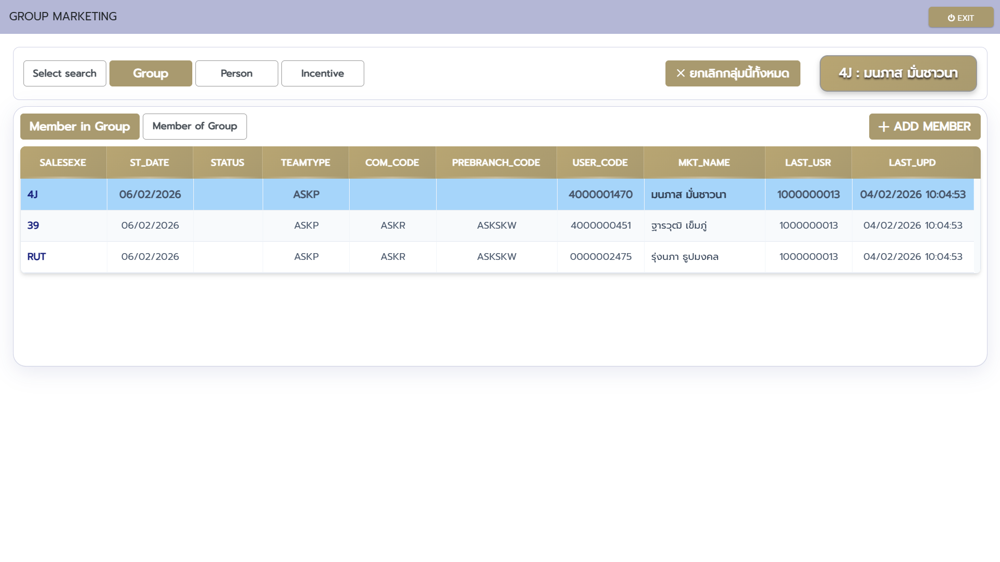 GROUP MARKETING
EXIT
Select search Group Person Incentive ยกเลิกกลุ่มนี้ทั้งหมด 4J : มนภาส มั่นชาวนา
Member in Group Member of Group ADD MEMBER
SALESEXE ST_DATE STATUS TEAMTYPE COM_CODE PREBRANCH_CODE USER_CODE MKT_NAME LAST_USR LAST_UPD
4J 06/02/2026 ASKP 4000001470 มนภาส มั่นชาวนา 1000000013 04/02/2026 10:04:53
39 06/02/2026 ASKP ASKR ASKSKW 4000000451 ฐารวุฒิ เข็มภู่ 1000000013 04/02/2026 10:04:53
RUT 06/02/2026 ASKP ASKR ASKSKW 0000002475 รุ่งนภา ธูปมงคล 1000000013 04/02/2026 10:04:53